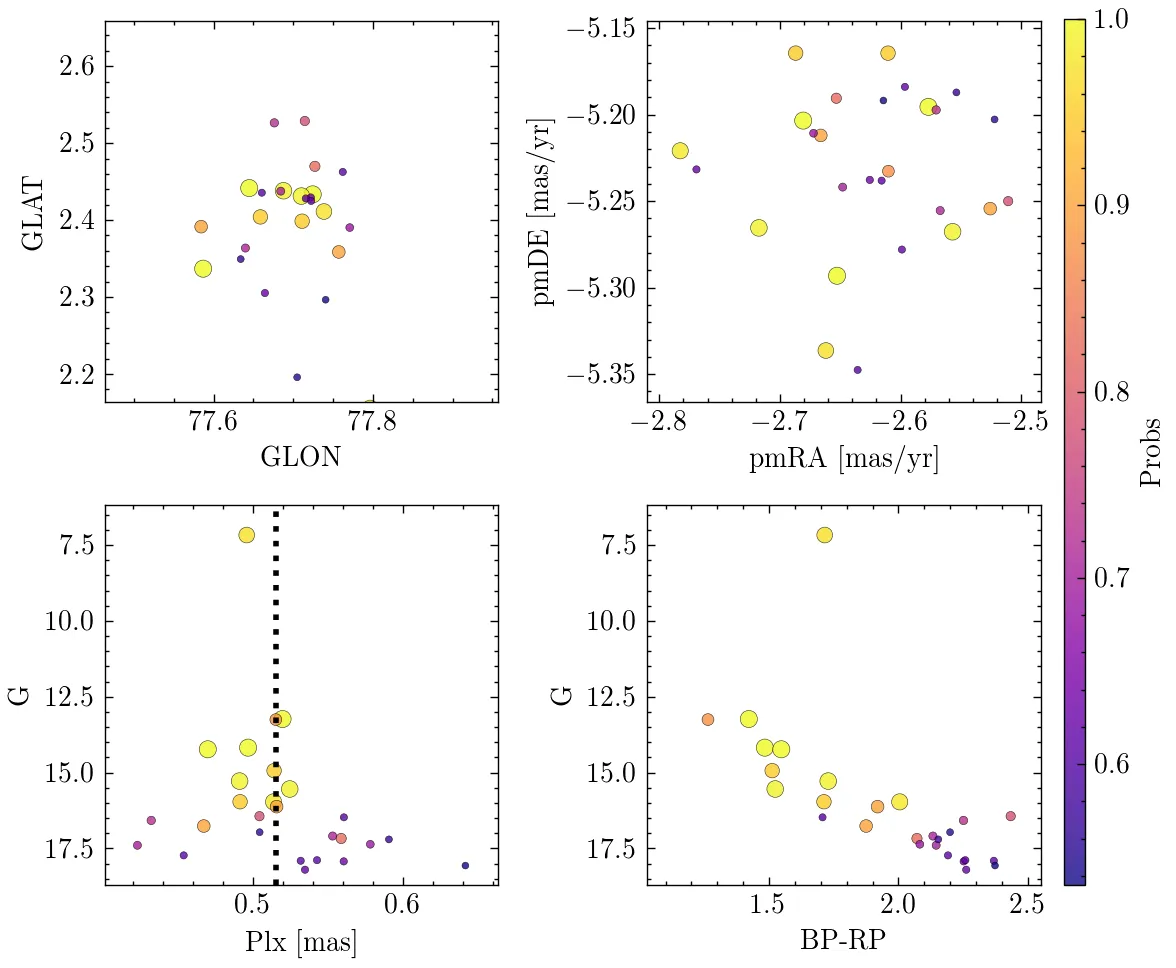 2.6
2.5
2.4
2.3
2.2
GLAT
77.6 77.8
GLON
−5.15
−5.20
−5.25
−5.30
−5.35
pmDE [mas/yr]
−2.8 −2.7 −2.6 −2.5
pmRA [mas/yr]
7.5
10.0
12.5
15.0
17.5
G
0.5 0.6
Plx [mas]
7.5
10.0
12.5
15.0
17.5
G
1.5 2.0 2.5
BP-RP
1.0
0.9
0.8
0.7
0.6
Probs